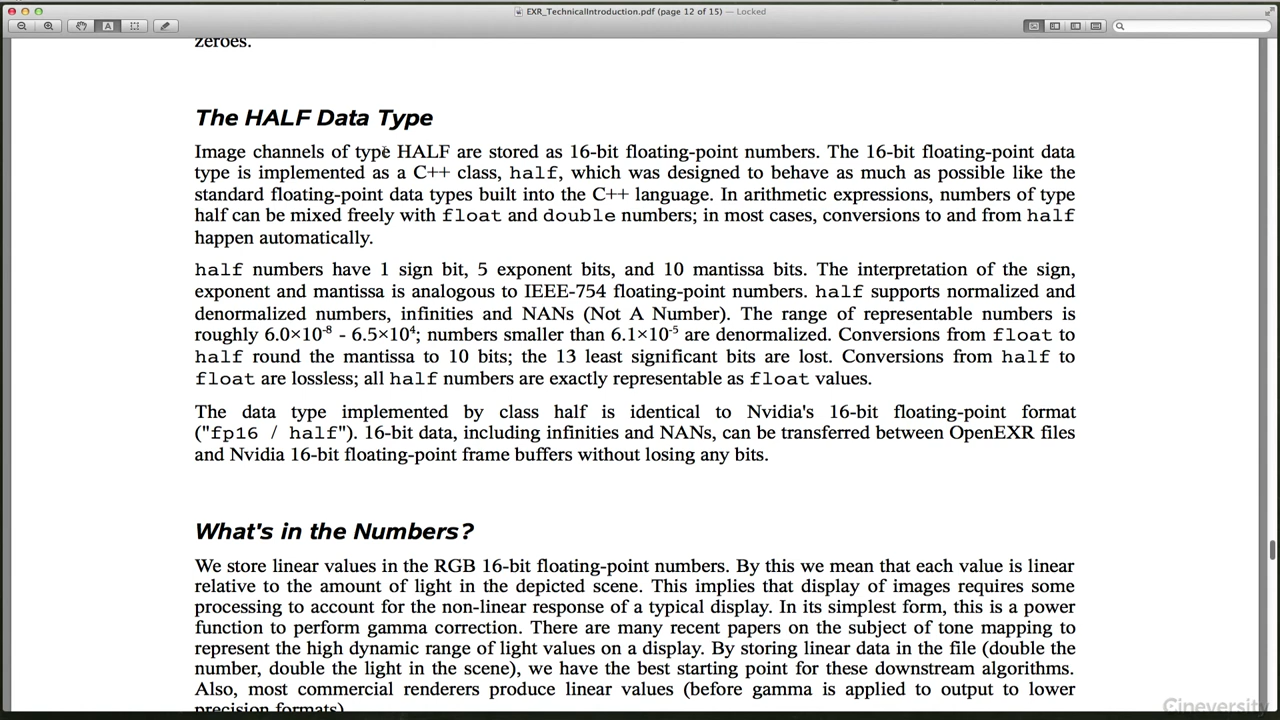 EXR_TechnicalIntroduction.pdf (page 12 of 15) — Locked
zeroes.
The HALF Data Type
Image channels of type HALF are stored as 16-bit floating-point numbers. The 16-bit floating-point data
type is implemented as a C++ class, half, which was designed to behave as much as possible like the
standard floating-point data types built into the C++ language. In arithmetic expressions, numbers of type
half can be mixed freely with float and double numbers; in most cases, conversions to and from half
happen automatically.
half numbers have 1 sign bit, 5 exponent bits, and 10 mantissa bits. The interpretation of the sign,
exponent and mantissa is analogous to IEEE-754 floating-point numbers. half supports normalized and
denormalized numbers, infinities and NANs (Not A Number). The range of representable numbers is
roughly 6.0×10⁻⁸ - 6.5×10⁴; numbers smaller than 6.1×10⁻⁵ are denormalized. Conversions from float to
half round the mantissa to 10 bits; the 13 least significant bits are lost. Conversions from half to
float are lossless; all half numbers are exactly representable as float values.
The data type implemented by class half is identical to Nvidia's 16-bit floating-point format
("fp16 / half"). 16-bit data, including infinities and NANs, can be transferred between OpenEXR files
and Nvidia 16-bit floating-point frame buffers without losing any bits.
What's in the Numbers?
We store linear values in the RGB 16-bit floating-point numbers. By this we mean that each value is linear
relative to the amount of light in the depicted scene. This implies that display of images requires some
processing to account for the non-linear response of a typical display. In its simplest form, this is a power
function to perform gamma correction. There are many recent papers on the subject of tone mapping to
represent the high dynamic range of light values on a display. By storing linear data in the file (double the
number, double the light in the scene), we have the best starting point for these downstream algorithms.
Also, most commercial renderers produce linear values (before gamma is applied to output to lower
precision formats).
Cineversity